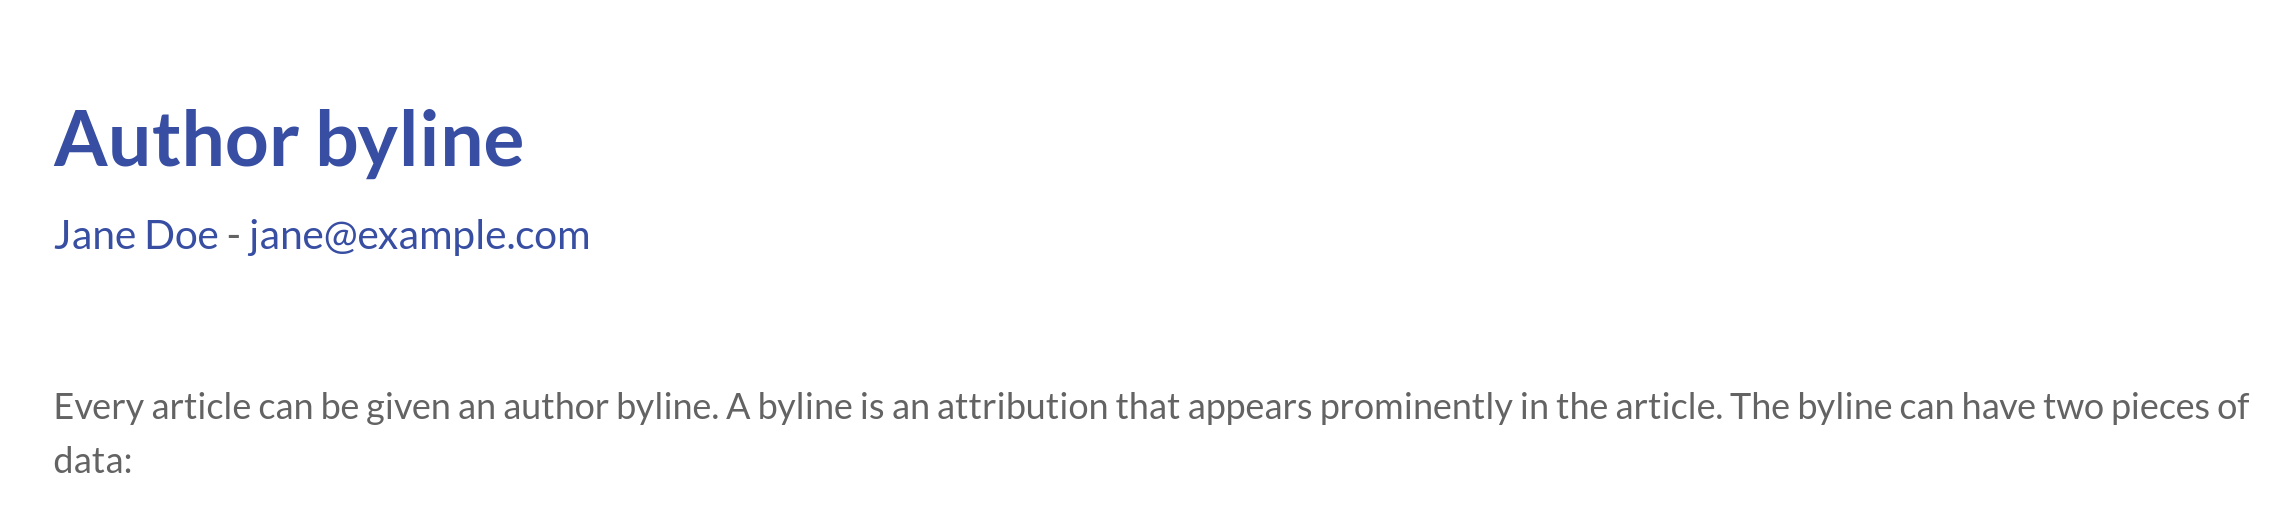 Author byline
Jane Doe - jane@example.com
Every article can be given an author byline. A byline is an attribution that appears prominently in the article. The byline can have two pieces of
data: